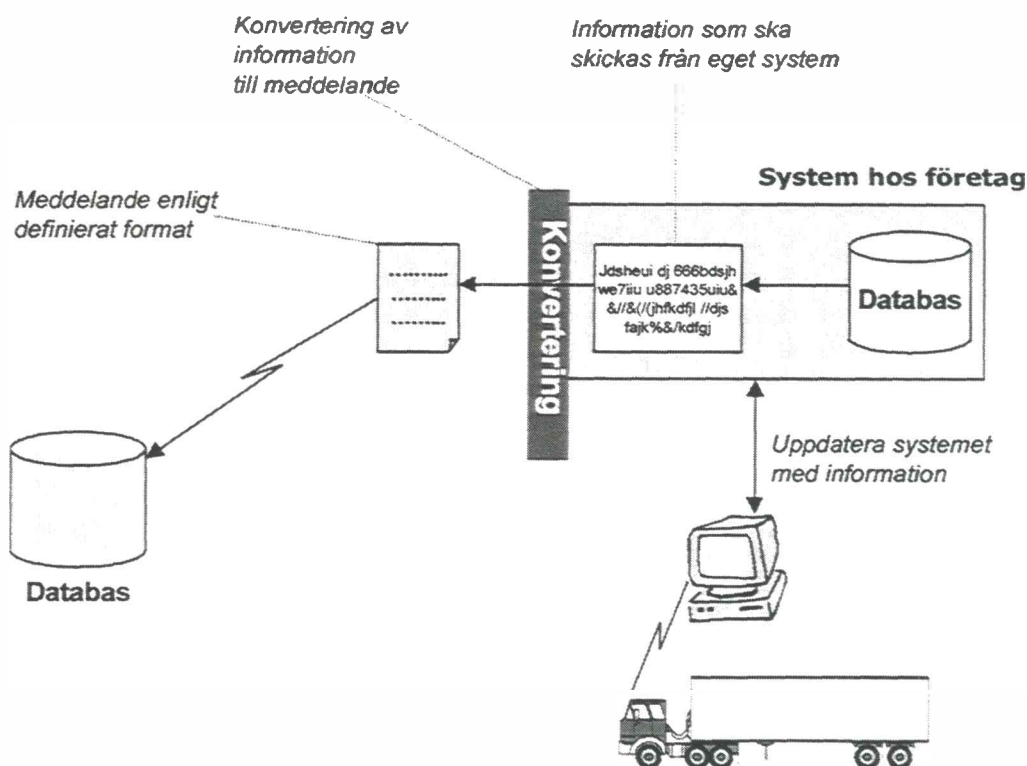 Konvertering av
information
till meddelande
Information som ska
skickas från eget system
System hos företag
Meddelande enligt
definierat format
Konvertering
Jdsheui dj 666bdsjh
we7iiu u887435uiu&
&//&(/(jhfkdfjl //djs
fajk%&/kdfgj
Databas
Uppdatera systemet
med information
Databas